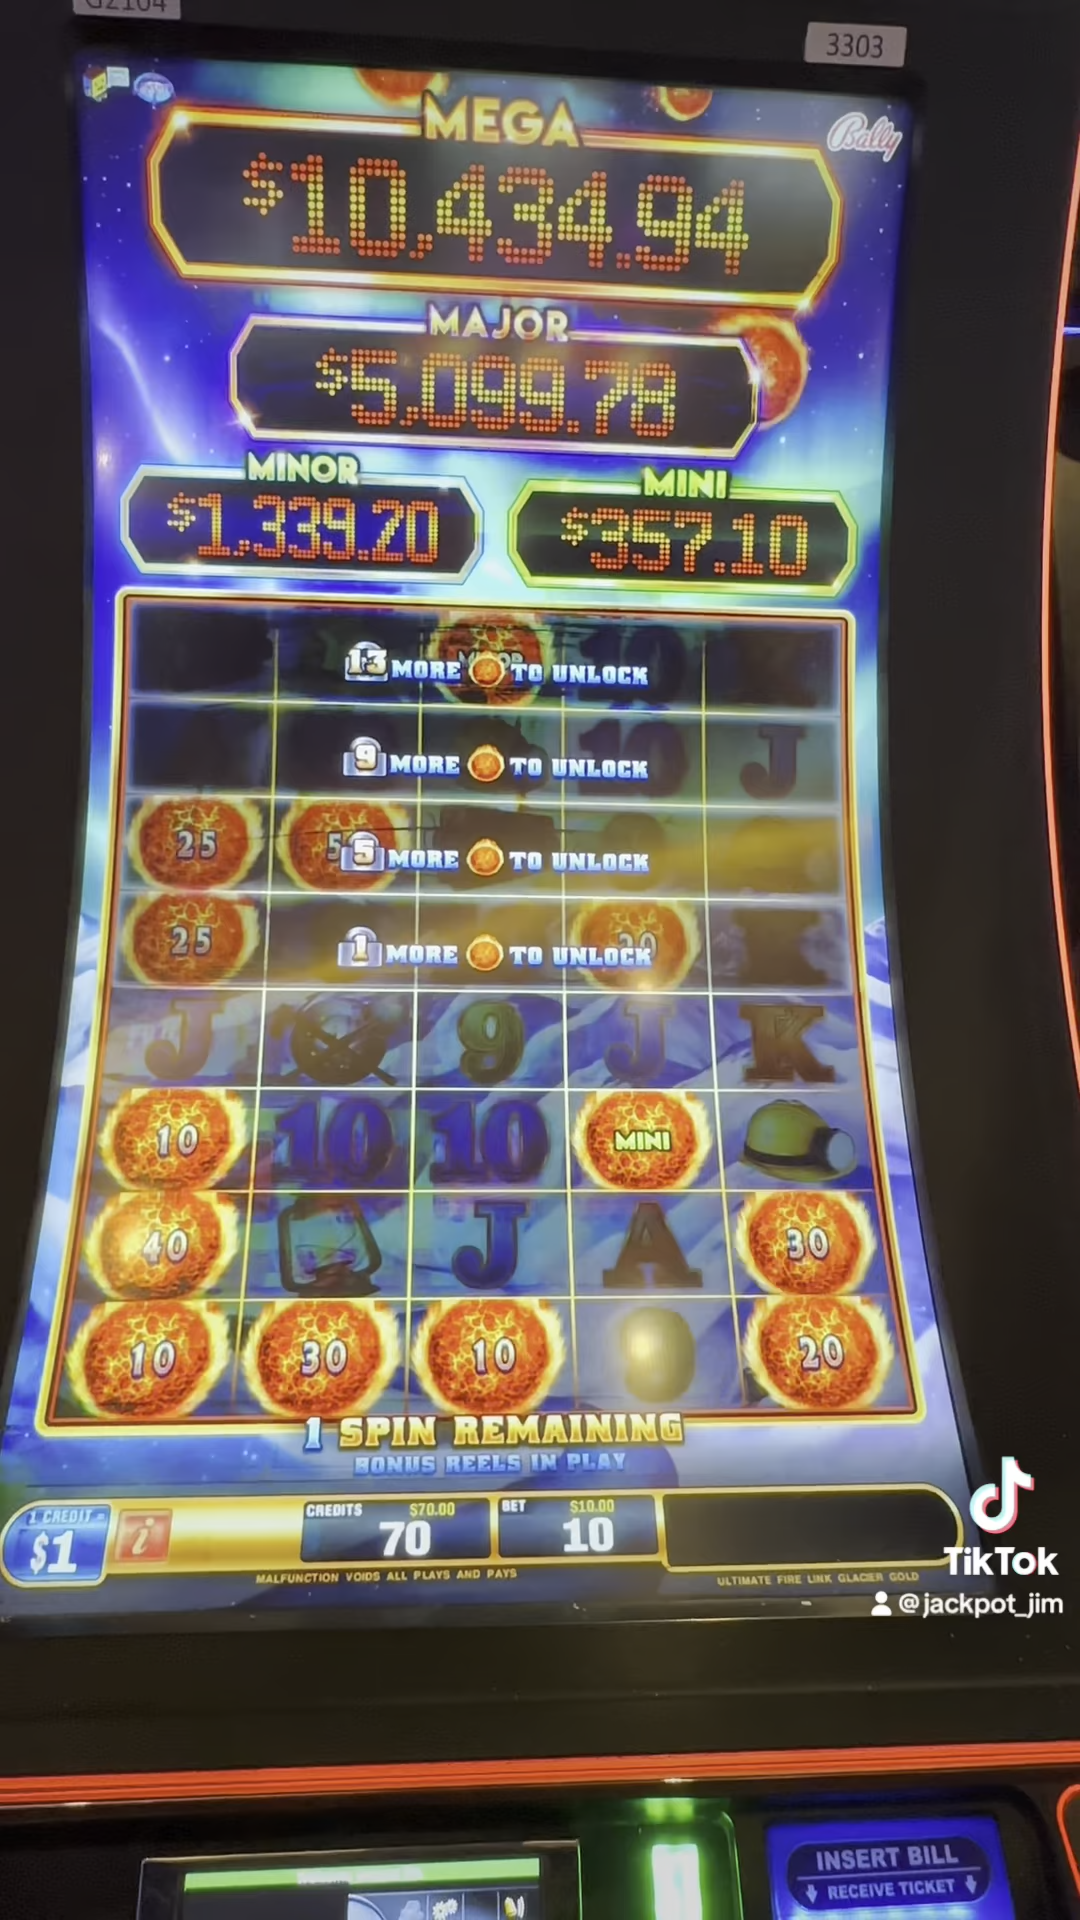 3303
MEGA
Bally
$10,434.94
MAJOR
$5,099.78
MINOR
MINI
$1,339.20
$357.10
13 MORE TO UNLOCK
10
9 MORE TO UNLOCK
10
J
25
5 MORE TO UNLOCK
25
1 MORE TO UNLOCK
J
9
J
K
10
10
10
MINI
40
J
A
30
10
30
10
20
1 SPIN REMAINING
BONUS REELS IN PLAY
1 CREDIT =
$1
i
CREDITS $70.00
70
BET $10.00
10
MALFUNCTION VOIDS ALL PLAYS AND PAYS
ULTIMATE FIRE LINK GLACIER GOLD
TikTok
@jackpot_jim
INSERT BILL
RECEIVE TICKET